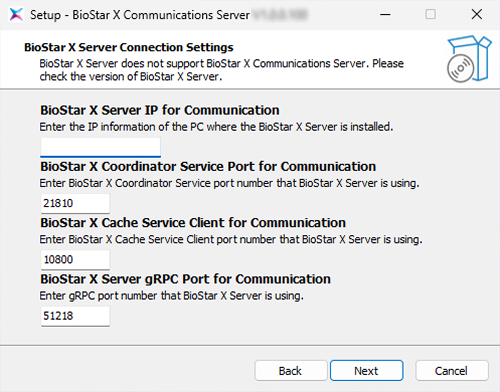 Setup - BioStar X Communications Server
BioStar X Server Connection Settings
BioStar X Server does not support BioStar X Communications Server. Please
check the version of BioStar X Server.
BioStar X Server IP for Communication
Enter the IP information of the PC where the BioStar X Server is installed.
BioStar X Coordinator Service Port for Communication
Enter BioStar X Coordinator Service port number that BioStar X Server is using.
21810
BioStar X Cache Service Client for Communication
Enter BioStar X Cache Service Client port number that BioStar X Server is using.
10800
BioStar X Server gRPC Port for Communication
Enter gRPC port number that BioStar X Server is using.
51218
Back Next Cancel